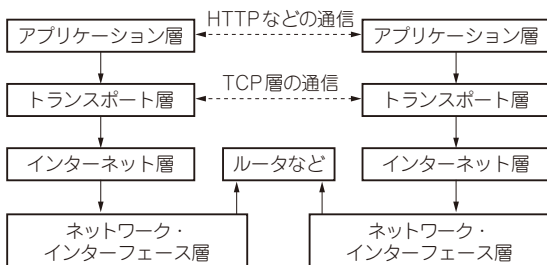 HTTPなどの通信
アプリケーション層
アプリケーション層
TCP層の通信
トランスポート層
トランスポート層
インターネット層
ルータなど
インターネット層
ネットワーク・
インターフェース層
ネットワーク・
インターフェース層